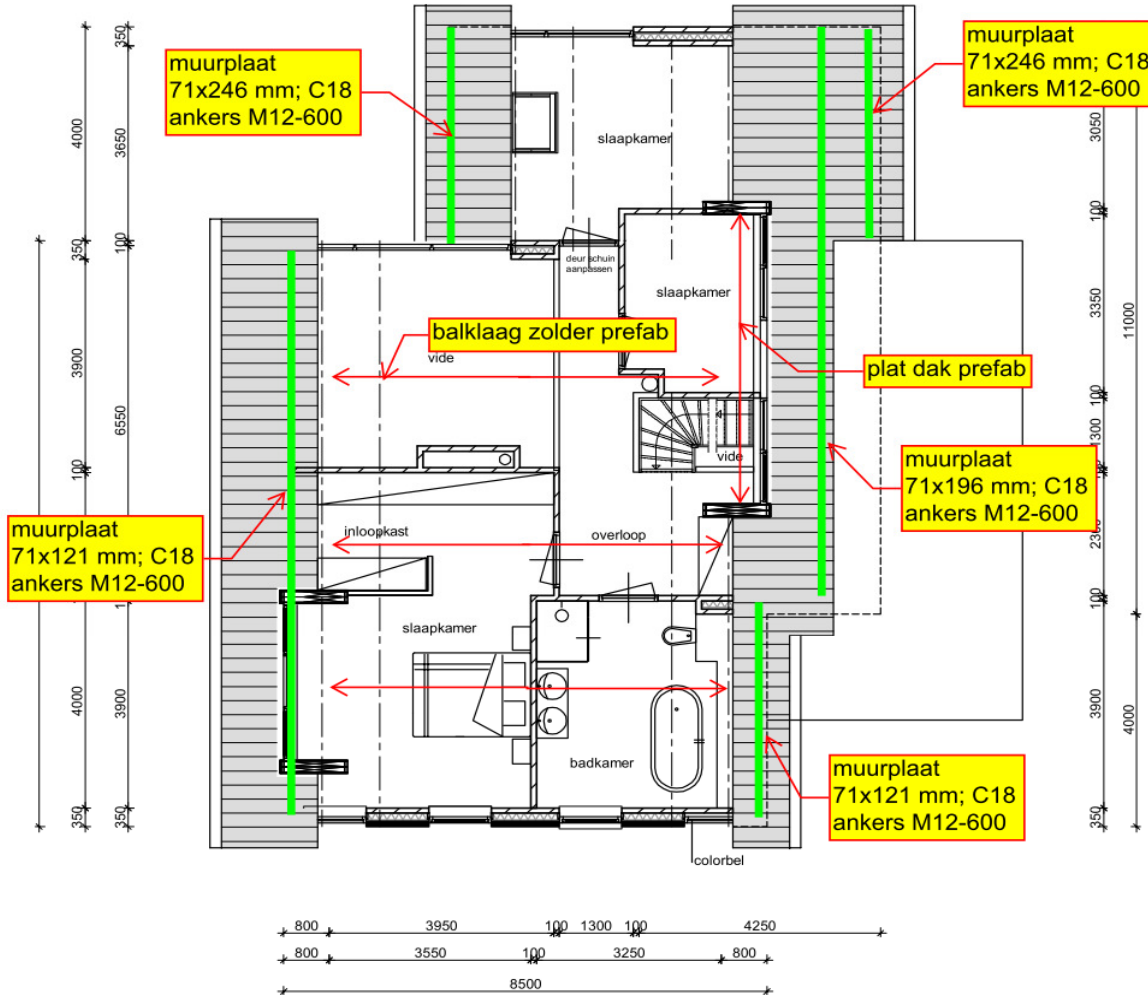 muurplaat
71x246 mm; C18
ankers M12-600
muurplaat
71x246 mm; C18
ankers M12-600
slaapkamer
deur schuin
aanpassen
slaapkamer
balklaag zolder prefab
vide
plat dak prefab
vide
muurplaat
71x196 mm; C18
ankers M12-600
muurplaat
71x121 mm; C18
ankers M12-600
inloopkast
overloop
slaapkamer
badkamer
muurplaat
71x121 mm; C18
ankers M12-600
colorbel
350
4000
3650
350
100
3900
6550
100
4000
3900
350
350
3050
100
3350
11000
100
1300
100
3900
4000
350
800 3950 100 1300 100 4250
800 3550 100 3250 800
8500